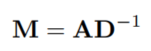 M = AD⁻¹